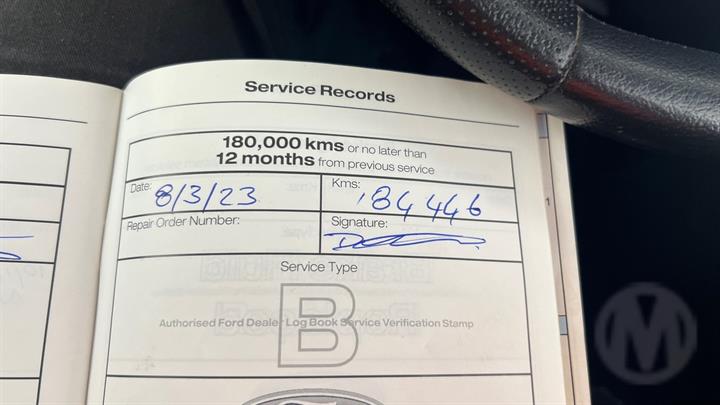 Service Records
180,000 kms or no later than
12 months from previous service
Date: 8/3/23
Kms: 184446
Repair Order Number:
Signature:
Service Type
B
Authorised Ford Dealer Log Book Service Verification Stamp
M
1